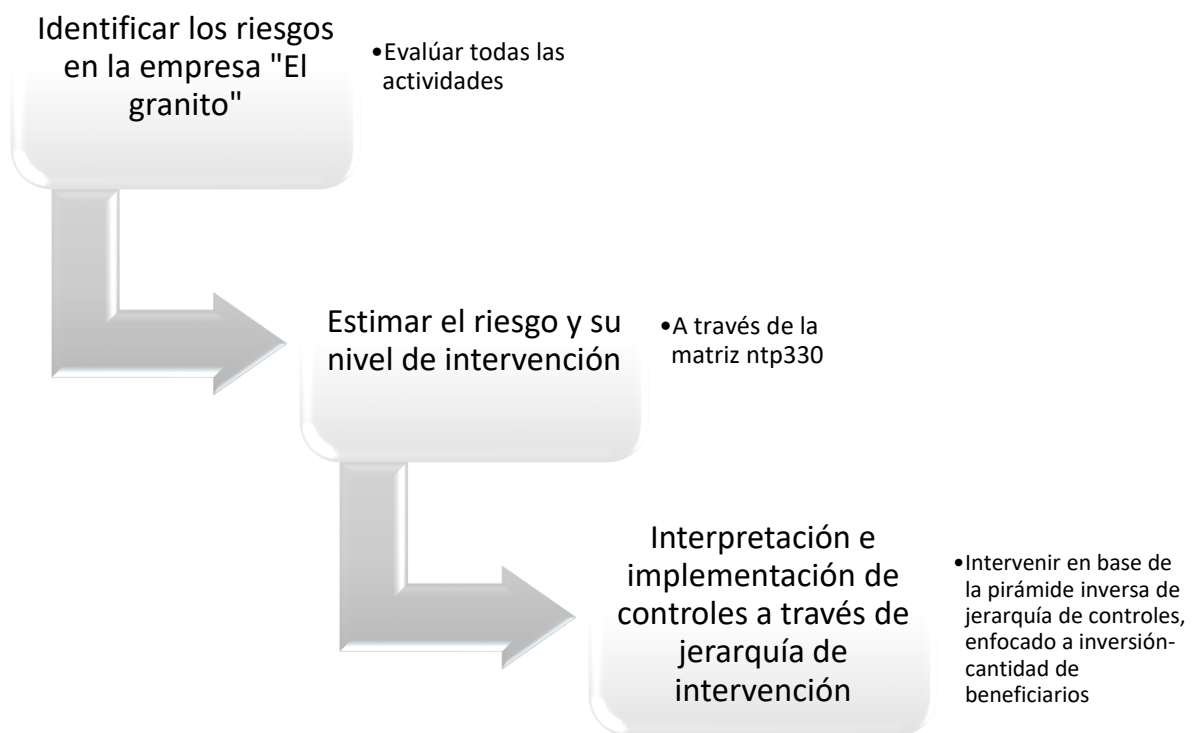 Identificar los riesgos
en la empresa "El
granito"
•Evalúar todas las
actividades
Estimar el riesgo y su
nivel de intervención
•A través de la
matriz ntp330
Interpretación e
implementación de
controles a través de
jerarquía de
intervención
•Intervenir en base de
la pirámide inversa de
jerarquía de controles,
enfocado a inversión-
cantidad de
beneficiarios